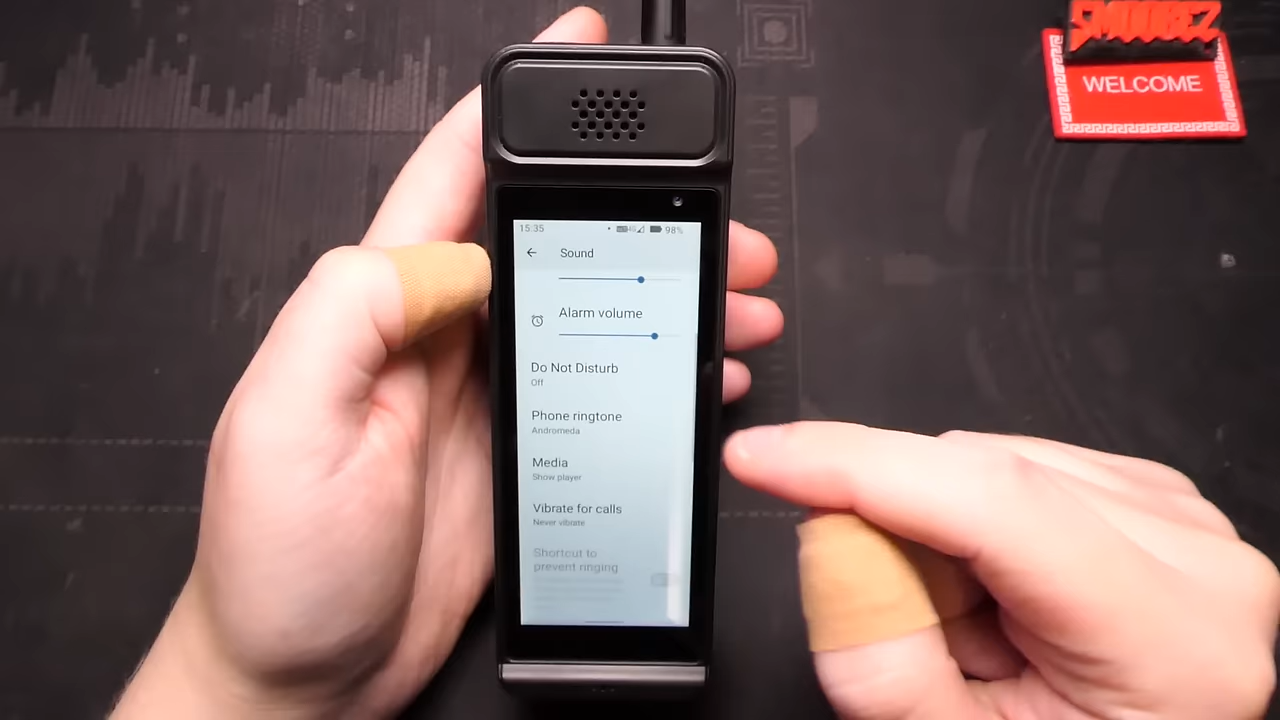 SMOOBEZ
WELCOME
15:35
98%
Sound
Alarm volume
Do Not Disturb
Off
Phone ringtone
Andromeda
Media
Show player
Vibrate for calls
Never vibrate
Shortcut to
prevent ringing